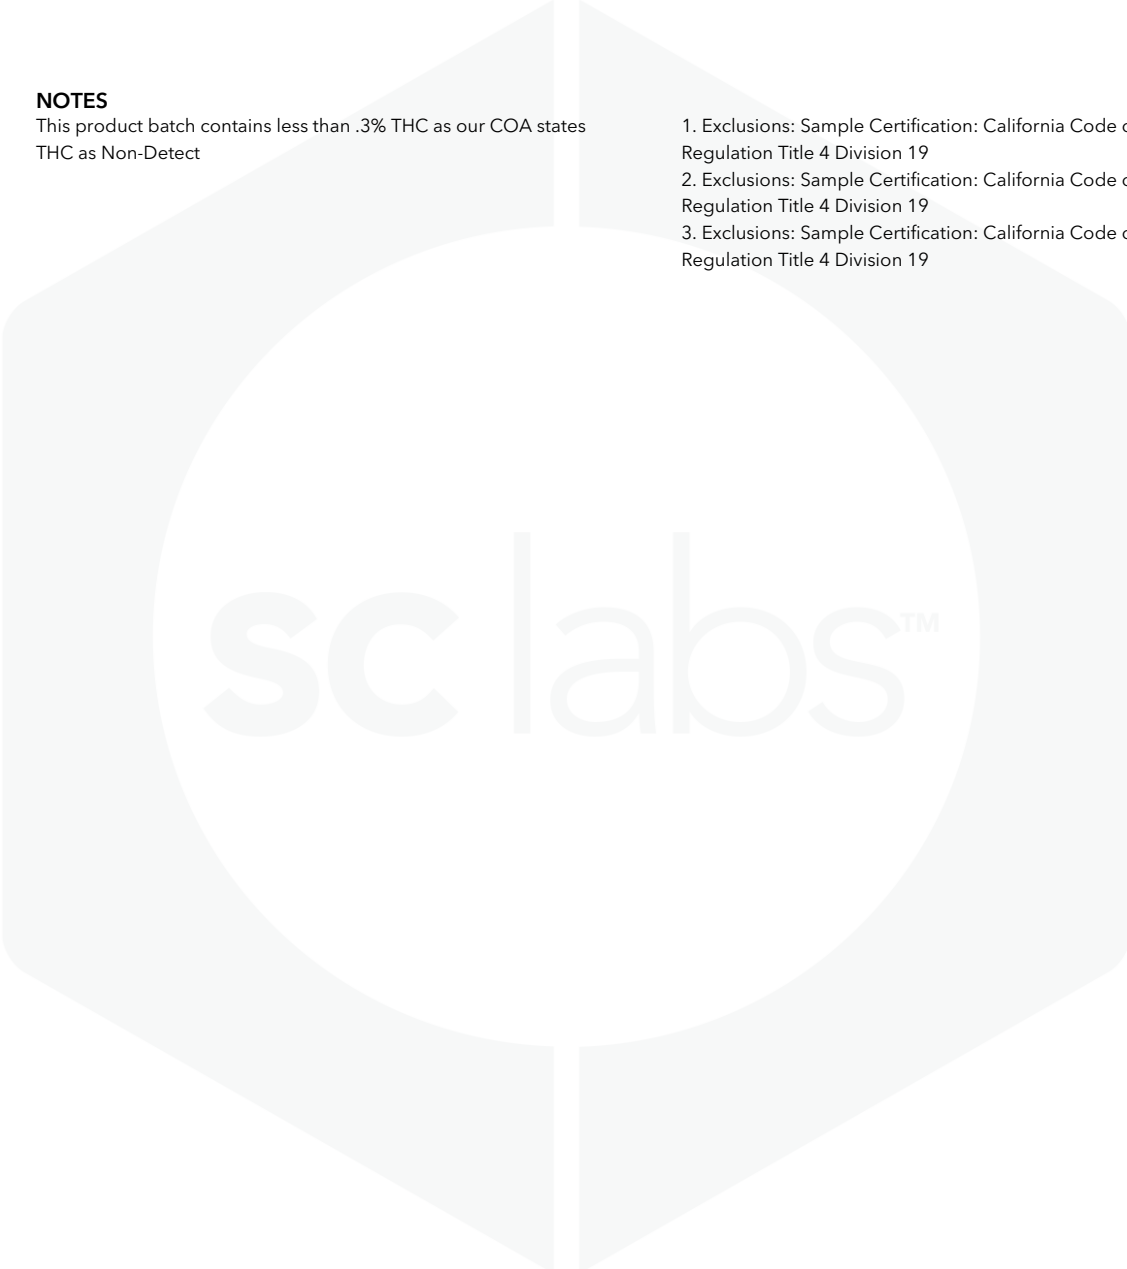 NOTES
This product batch contains less than .3% THC as our COA states
THC as Non-Detect
1. Exclusions: Sample Certification: California Code
Regulation Title 4 Division 19
2. Exclusions: Sample Certification: California Code
Regulation Title 4 Division 19
3. Exclusions: Sample Certification: California Code
Regulation Title 4 Division 19
sc labs™